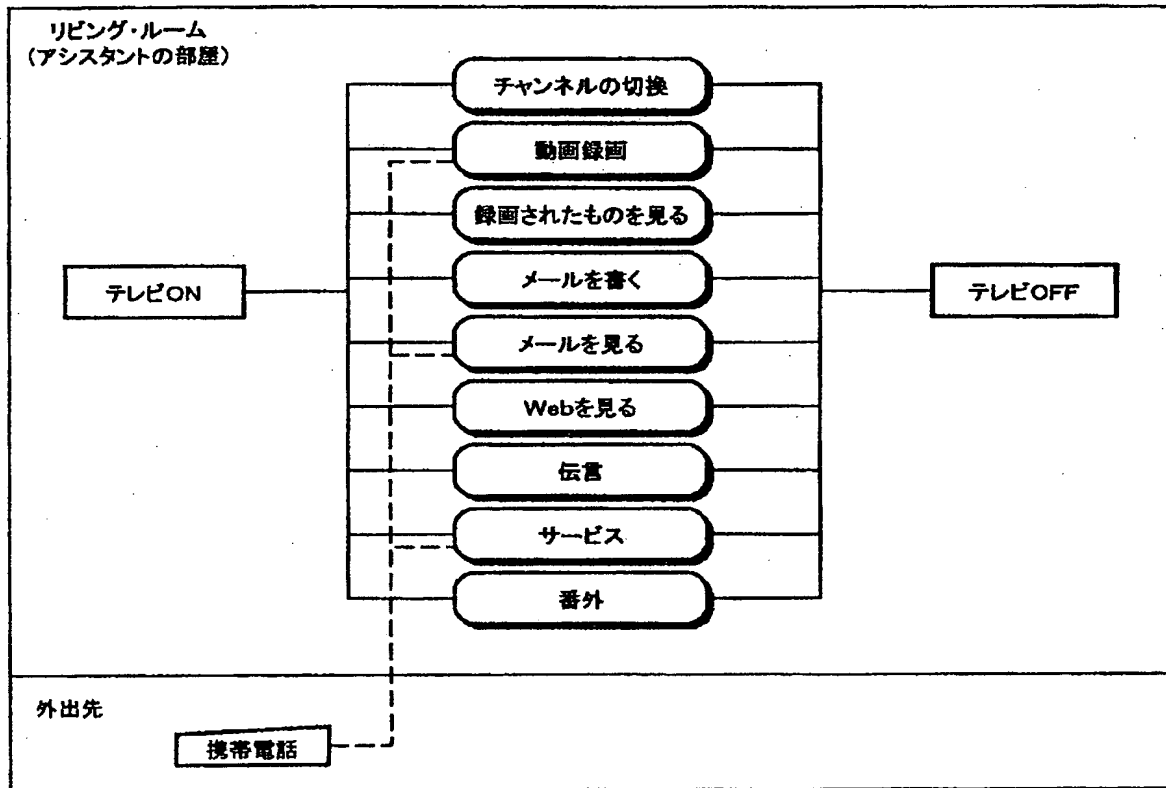 リビング・ルーム
(アシスタントの部屋)
チャンネルの切換
動画録画
録画されたものを見る
メールを書く
テレビON
テレビOFF
メールを見る
Webを見る
伝言
サービス
番外
外出先
携帯電話